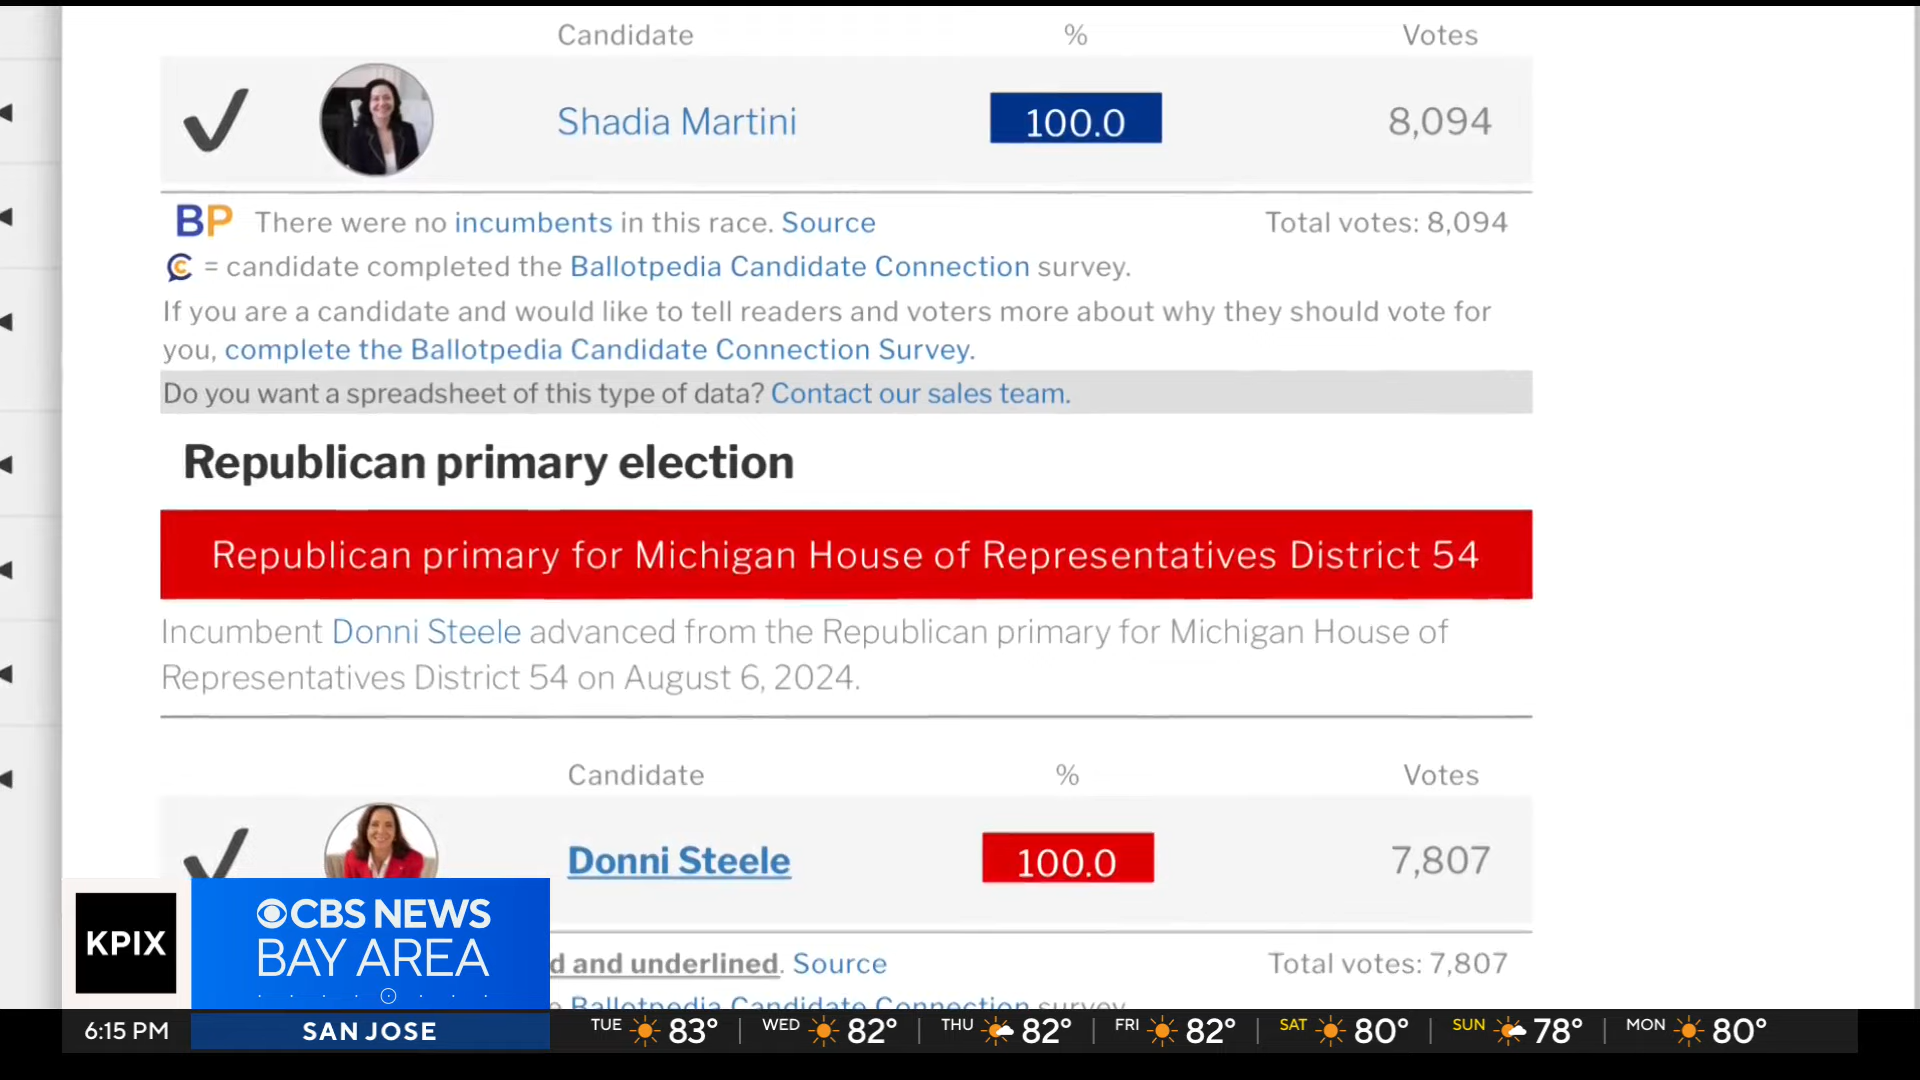 Candidate % Votes
Shadia Martini 100.0 8,094
BP There were no incumbents in this race. Source Total votes: 8,094
C = candidate completed the Ballotpedia Candidate Connection survey.
If you are a candidate and would like to tell readers and voters more about why they should vote for
you, complete the Ballotpedia Candidate Connection Survey.
Do you want a spreadsheet of this type of data? Contact our sales team.
Republican primary election
Republican primary for Michigan House of Representatives District 54
Incumbent Donni Steele advanced from the Republican primary for Michigan House of
Representatives District 54 on August 6, 2024.
Candidate % Votes
Donni Steele 100.0 7,807
d and underlined. Source Total votes: 7,807
Ballotpedia Candidate Connection survey
KPIX
CBS NEWS
BAY AREA
6:15 PM SAN JOSE TUE 83° WED 82° THU 82° FRI 82° SAT 80° SUN 78° MON 80°